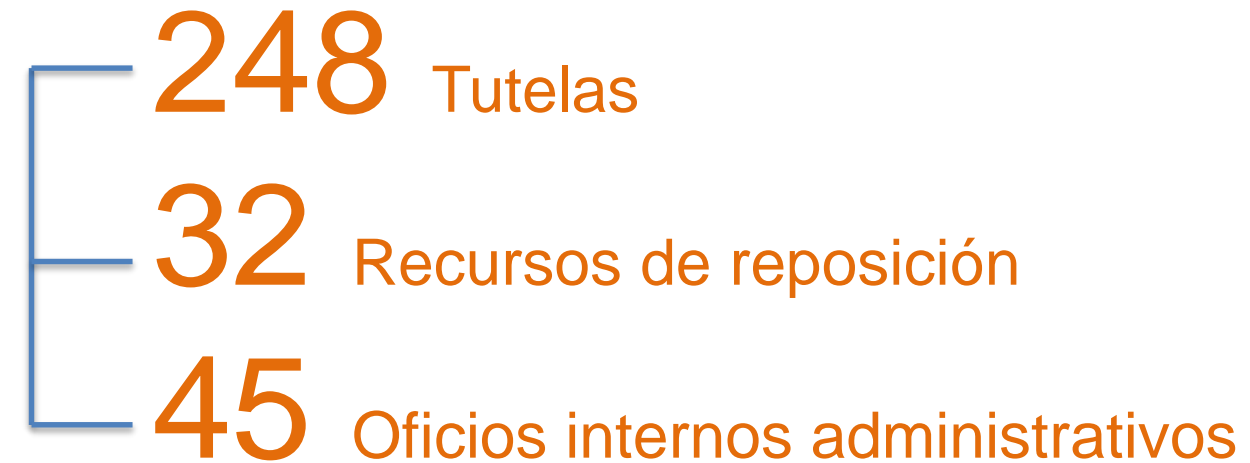 248 Tutelas
32 Recursos de reposición
45 Oficios internos administrativos